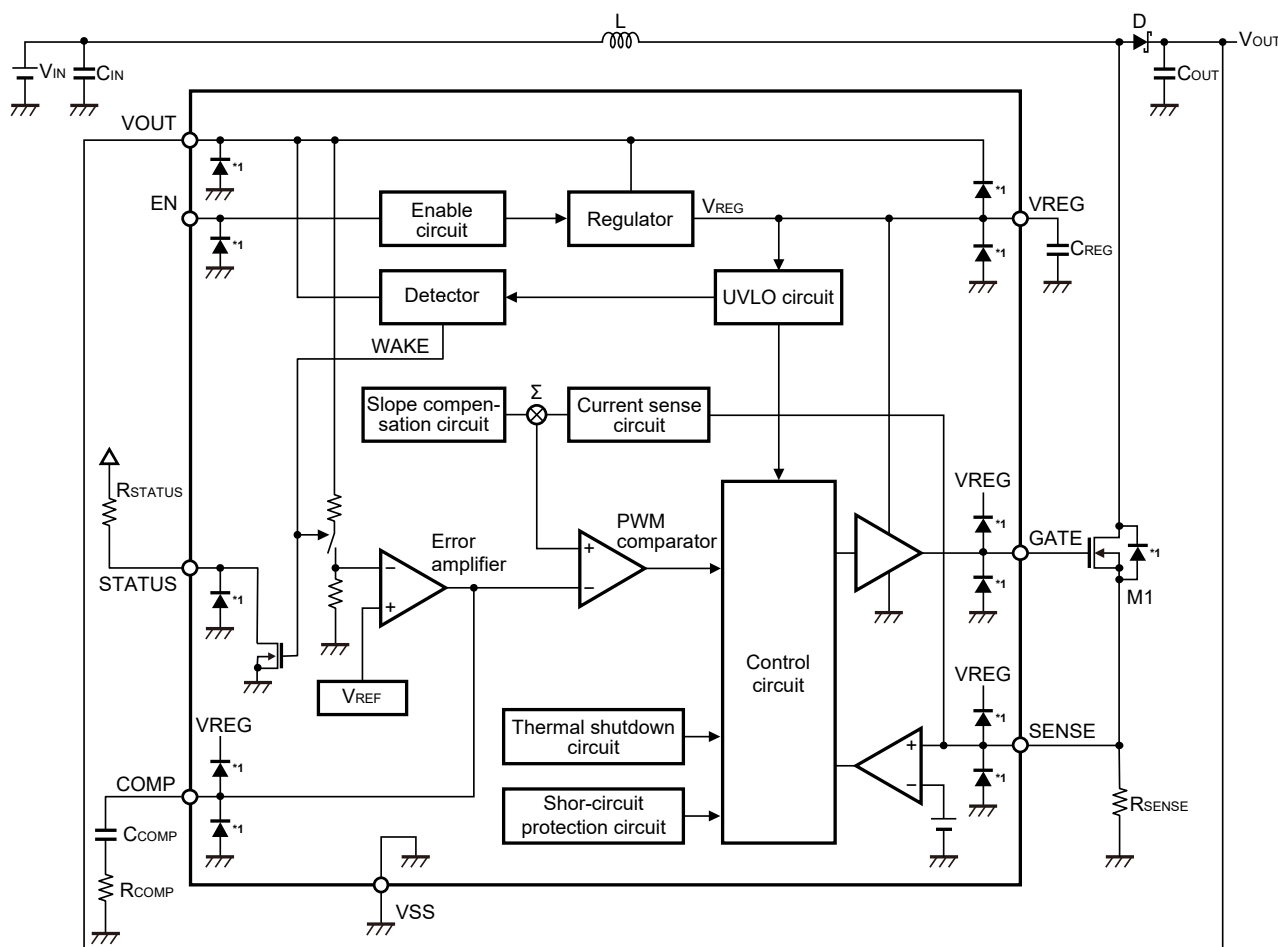 L
D
VOUT
VIN
CIN
COUT
VOUT
*1
*1
EN
Enable
circuit
Regulator
VREG
VREG
*1
*1
CREG
Detector
UVLO circuit
WAKE
Σ
Slope compen-
sation circuit
Current sense
circuit
RSTATUS
VREG
PWM
comparator
*1
Error
amplifier
GATE
*1
STATUS
*1
−
+
+
−
*1
M1
Control
circuit
VREF
VREG
VREG
Thermal shutdown
circuit
*1
SENSE
*1
COMP
+
−
*1
*1
Shor-circuit
protection circuit
RSENSE
CCOMP
RCOMP
VSS